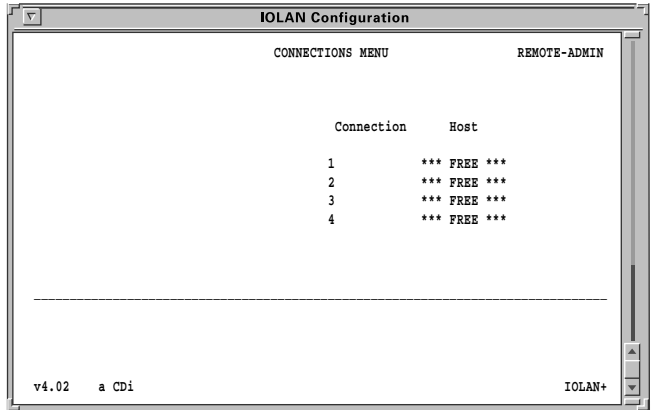 IOLAN Configuration
CONNECTIONS MENU REMOTE-ADMIN
Connection Host
1 *** FREE ***
2 *** FREE ***
3 *** FREE ***
4 *** FREE ***
v4.02 a CDi IOLAN+